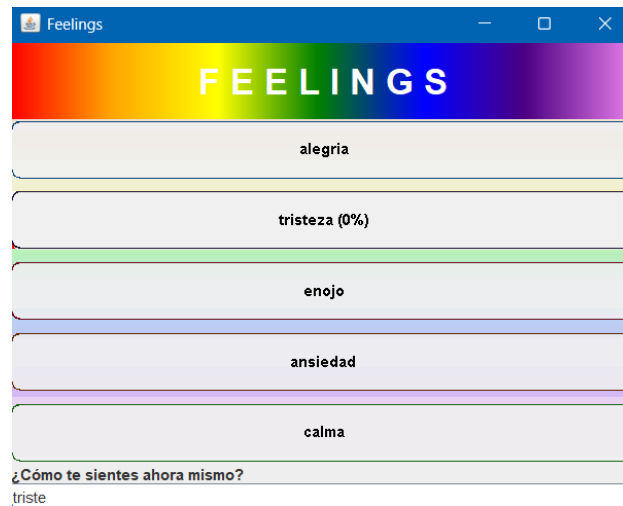 Feelings
F E E L I N G S
alegria
tristeza (0%)
enojo
ansiedad
calma
¿Cómo te sientes ahora mismo?
triste